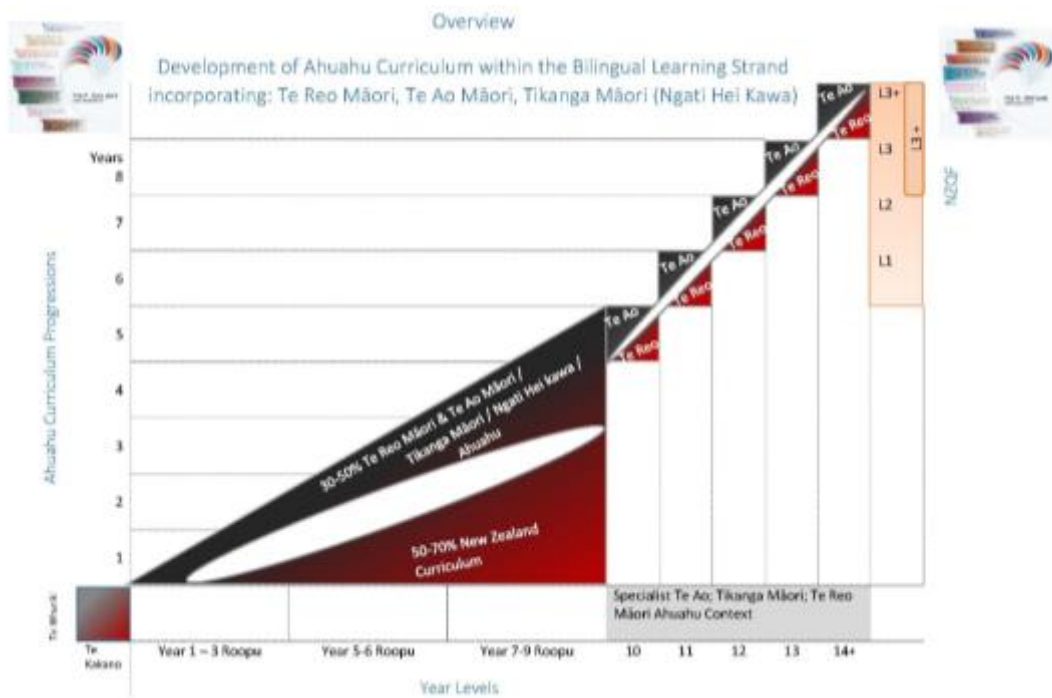 Overview
Development of Ahuahu Curriculum within the Bilingual Learning Strand
incorporating: Te Reo Māori, Te Ao Māori, Tikanga Māori (Ngati Hei Kawa)
Years
8
7
6
5
4
3
2
1
Ahuahu Curriculum Progressions
30-50% Te Reo Māori & Te Ao Māori /
Tikanga Māori / Ngati Hei kawa /
Ahuahu
50-70% New Zealand
Curriculum
Te Ao
Te Reo
Te Ao
Te Reo
Te Ao
Te Reo
Te Ao
Te Reo
Te Ao
Te Reo
L3+
L3
L2
L1
L3+
NZQF
Specialist Te Ao; Tikanga Māori; Te Reo
Māori Ahuahu Context
Te
Kakano
Year 1 – 3 Roopu
Year 5-6 Roopu
Year 7-9 Roopu
10
11
12
13
14+
Year Levels